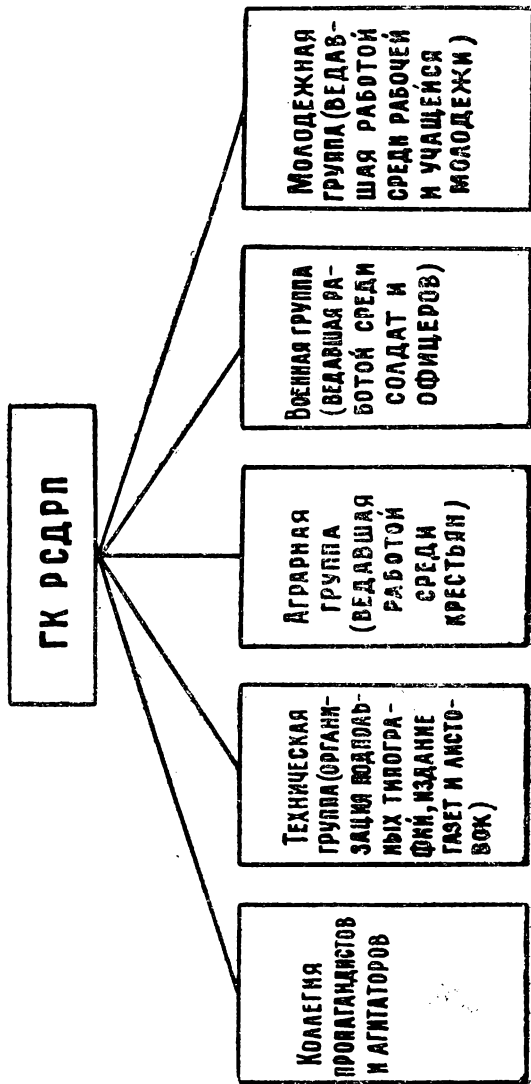 ГК РСДРП
КОЛЛЕГИЯ
ПРОПАГАНДИСТОВ
И АГИТАТОРОВ
ТЕХНИЧЕСКАЯ
ГРУППА (ОРГАНИ-
ЗАЦИЯ ПОДПОЛЬ-
НЫХ ТИПОГРА-
ФИЙ, ИЗДАНИЕ
ГАЗЕТ И ЛИСТО-
ВОК)
АГРАРНАЯ
ГРУППА
(ВЕДАВШАЯ
РАБОТОЙ
СРЕДИ
КРЕСТЬЯН)
ВОЕННАЯ ГРУППА
(ВЕДАВШАЯ РА-
БОТОЙ СРЕДИ
СОЛДАТ И
ОФИЦЕРОВ)
МОЛОДЕЖНАЯ
ГРУППА (ВЕДАВ-
ШАЯ РАБОТОЙ
СРЕДИ РАБОЧЕЙ
И УЧАЩЕЙСЯ
МОЛОДЕЖИ)